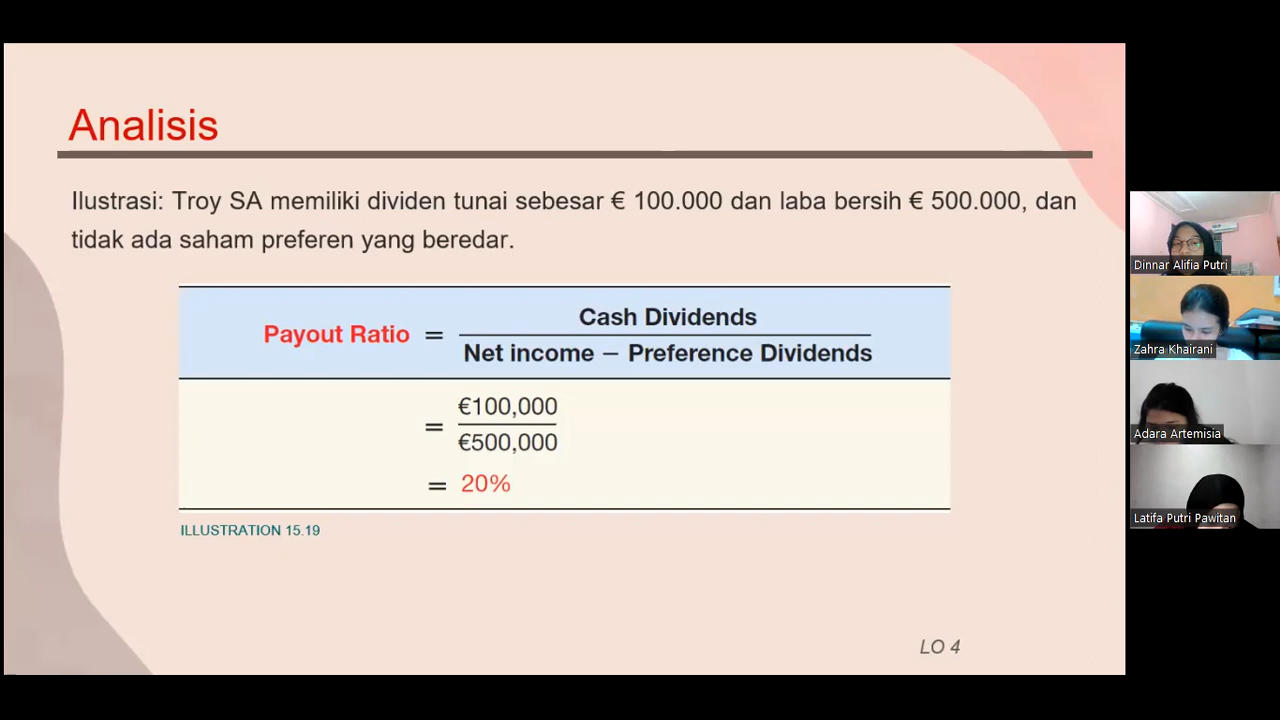 Analisis
Ilustrasi: Troy SA memiliki dividen tunai sebesar € 100.000 dan laba bersih € 500.000, dan
tidak ada saham preferen yang beredar.
Payout Ratio = Cash Dividends
Net income − Preference Dividends
= €100,000
€500,000
= 20%
ILLUSTRATION 15.19
LO 4
Dinnar Alifia Putri
Zahra Khairani
Adara Artemisia
Latifa Putri Pawitan